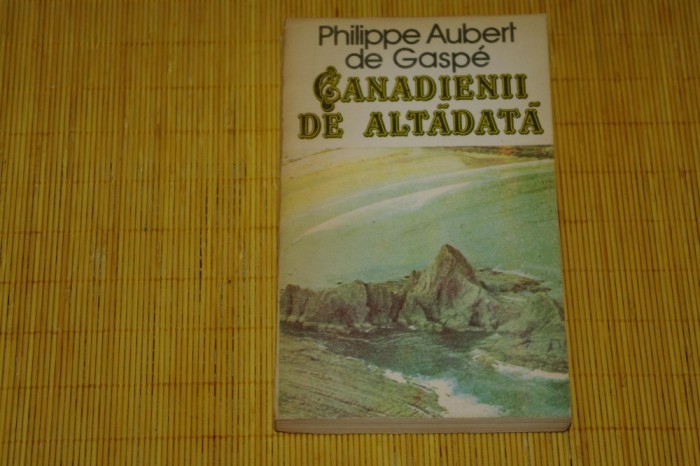 Philippe Aubert
de Gaspé
CANADIENII
DE ALTĂDATĂ